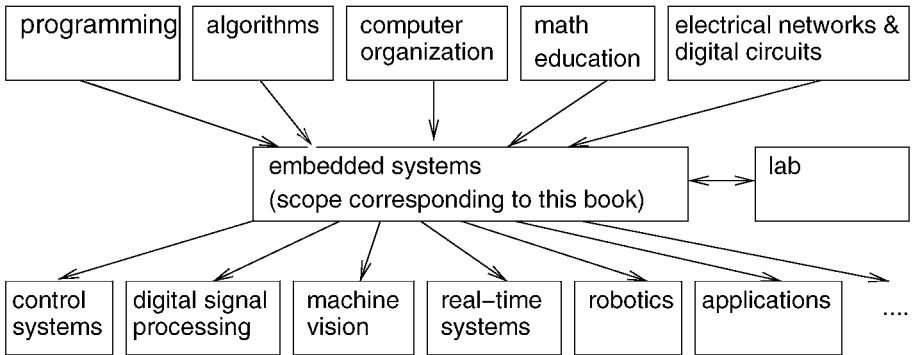 programming
algorithms
computer
organization
math
education
electrical networks &
digital circuits
embedded systems
(scope corresponding to this book)
lab
control
systems
digital signal
processing
machine
vision
real-time
systems
robotics
applications
....